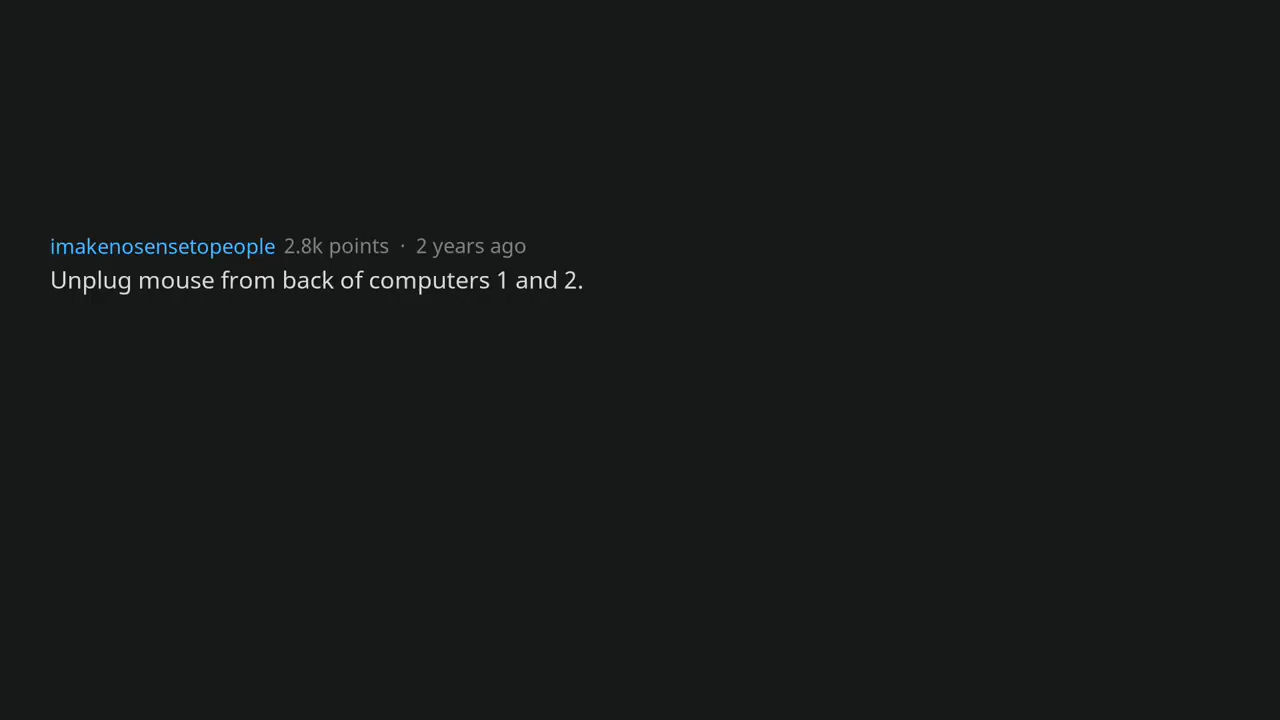 imakenosensetopeople 2.8k points · 2 years ago
Unplug mouse from back of computers 1 and 2.